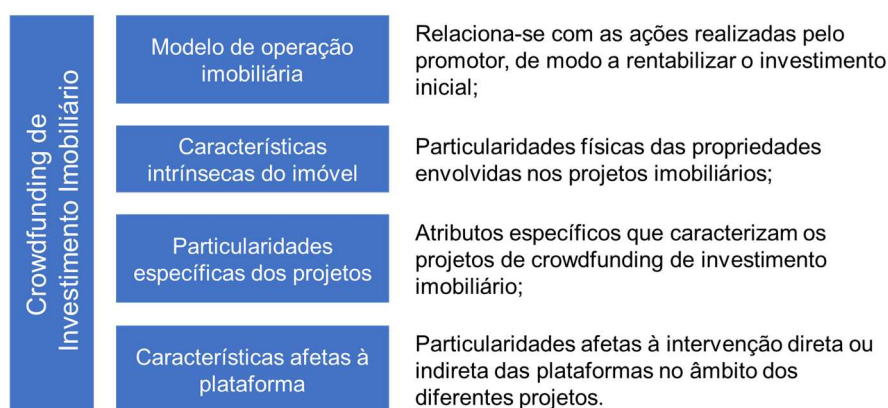 Crowdfunding de
Investimento Imobiliário
Modelo de operação
imobiliária
Relaciona-se com as ações realizadas pelo
promotor, de modo a rentabilizar o investimento
inicial;
Características
intrínsecas do imóvel
Particularidades físicas das propriedades
envolvidas nos projetos imobiliários;
Particularidades
específicas dos projetos
Atributos específicos que caracterizam os
projetos de crowdfunding de investimento
imobiliário;
Características afetas à
plataforma
Particularidades afetas à intervenção direta ou
indireta das plataformas no âmbito dos
diferentes projetos.